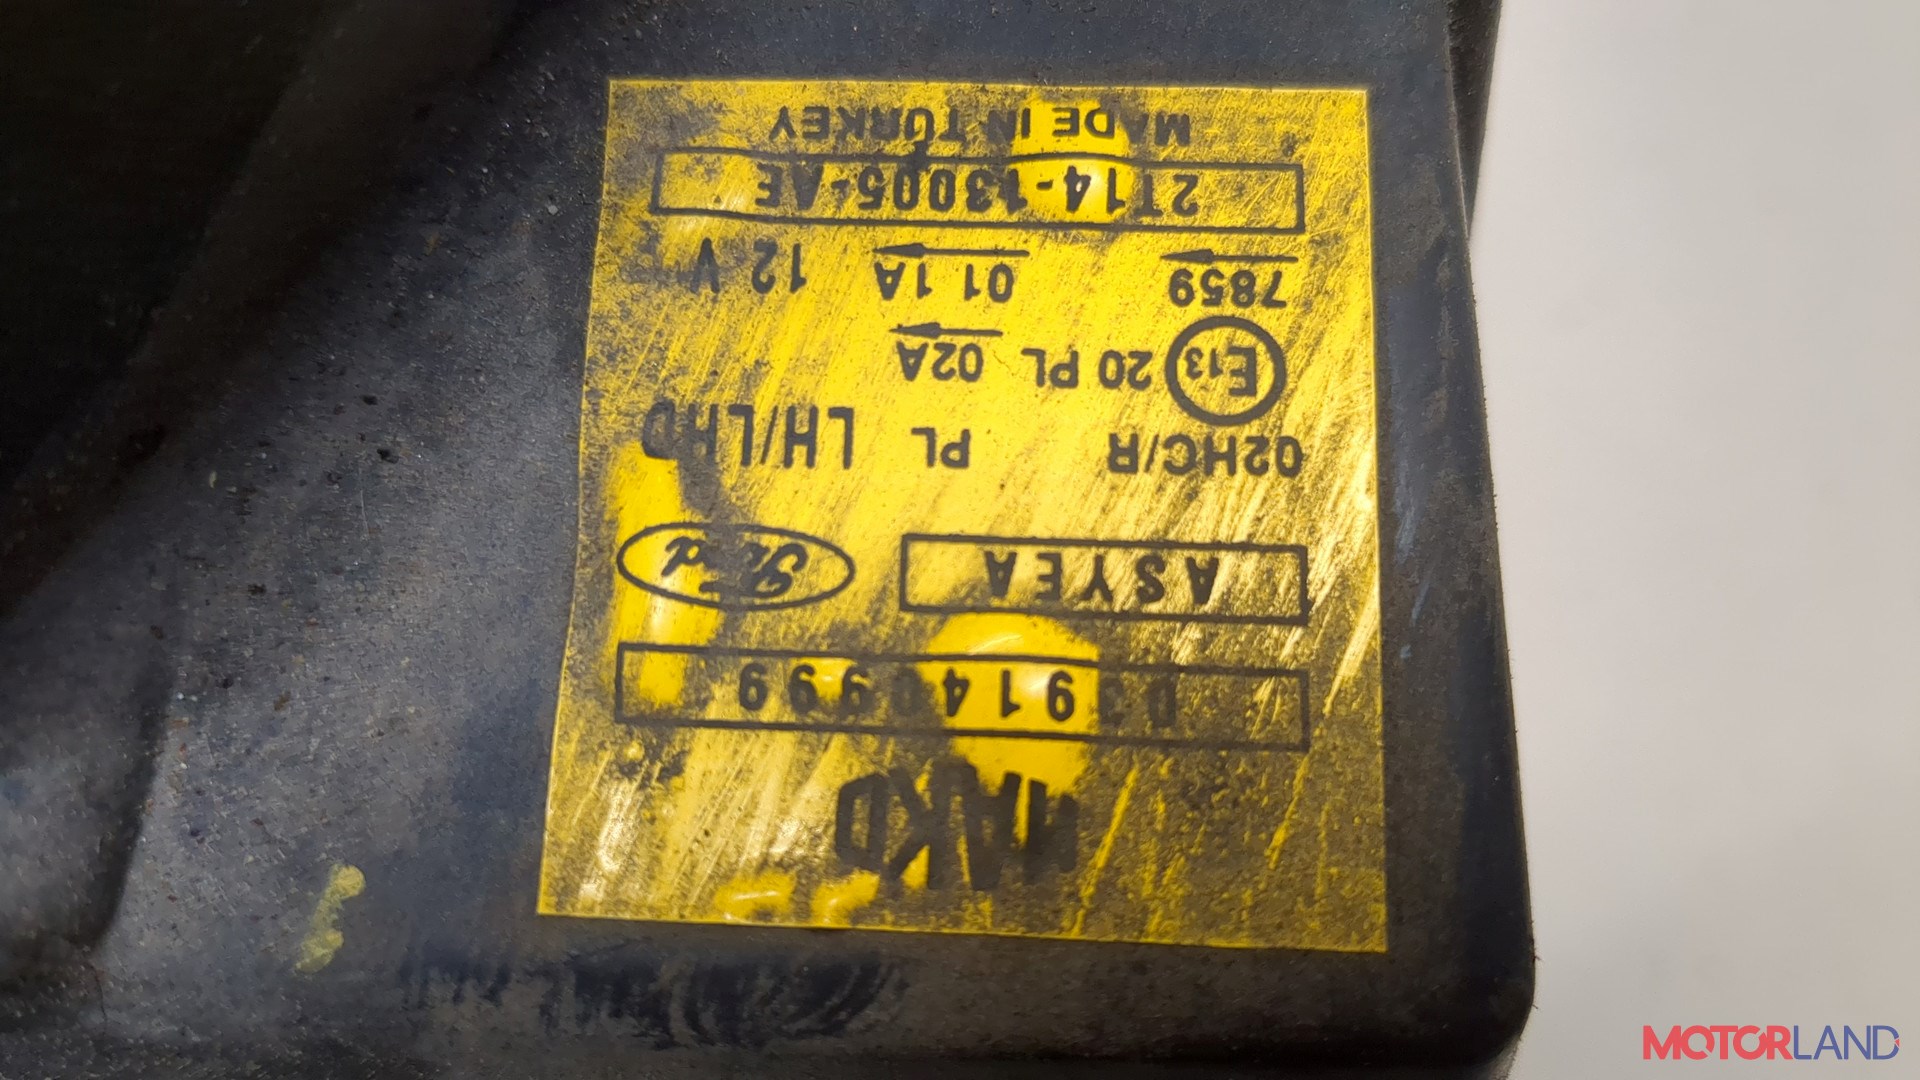 MAKO
D39140999
ASYEA Ford
02HC/R PL LH/LHD
E13 20 PL 02A
7859 01 1A 12 V
2T14-13005-AE
MADE IN TURKEY
MOTORLAND